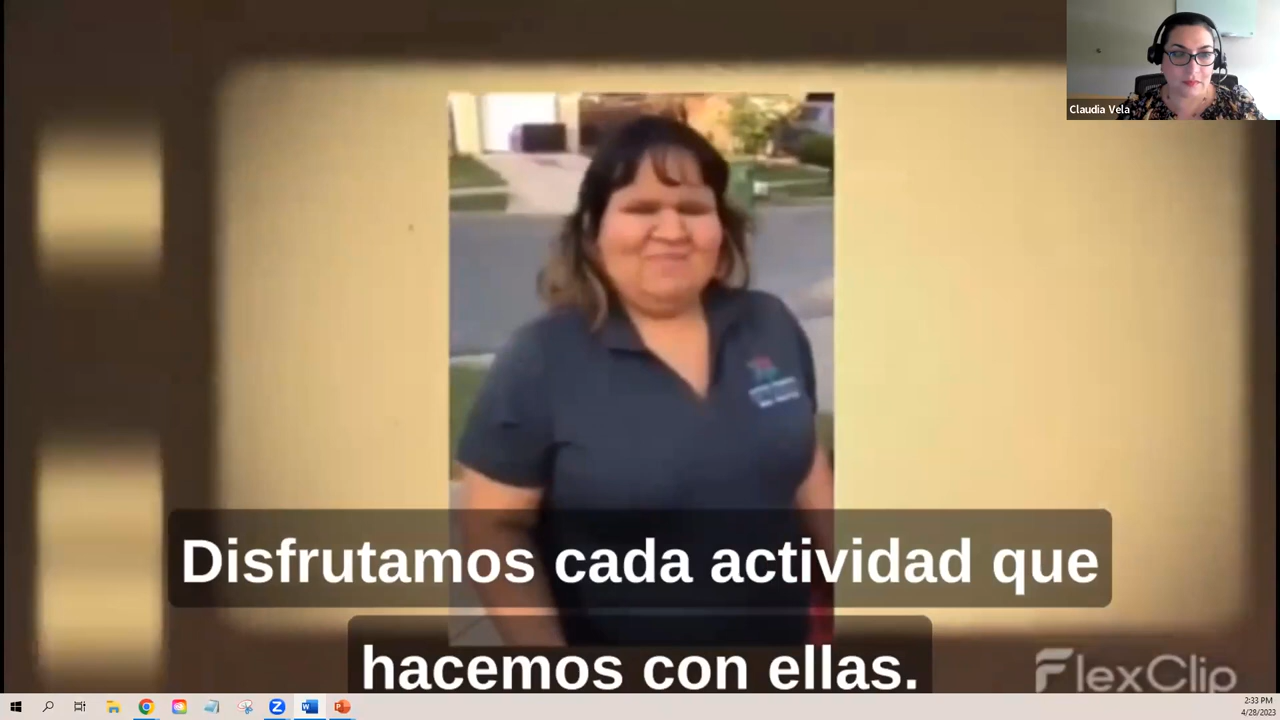 Claudia Vela
Disfrutamos cada actividad que
hacemos con ellas.
FlexClip
2:33 PM
4/28/2023